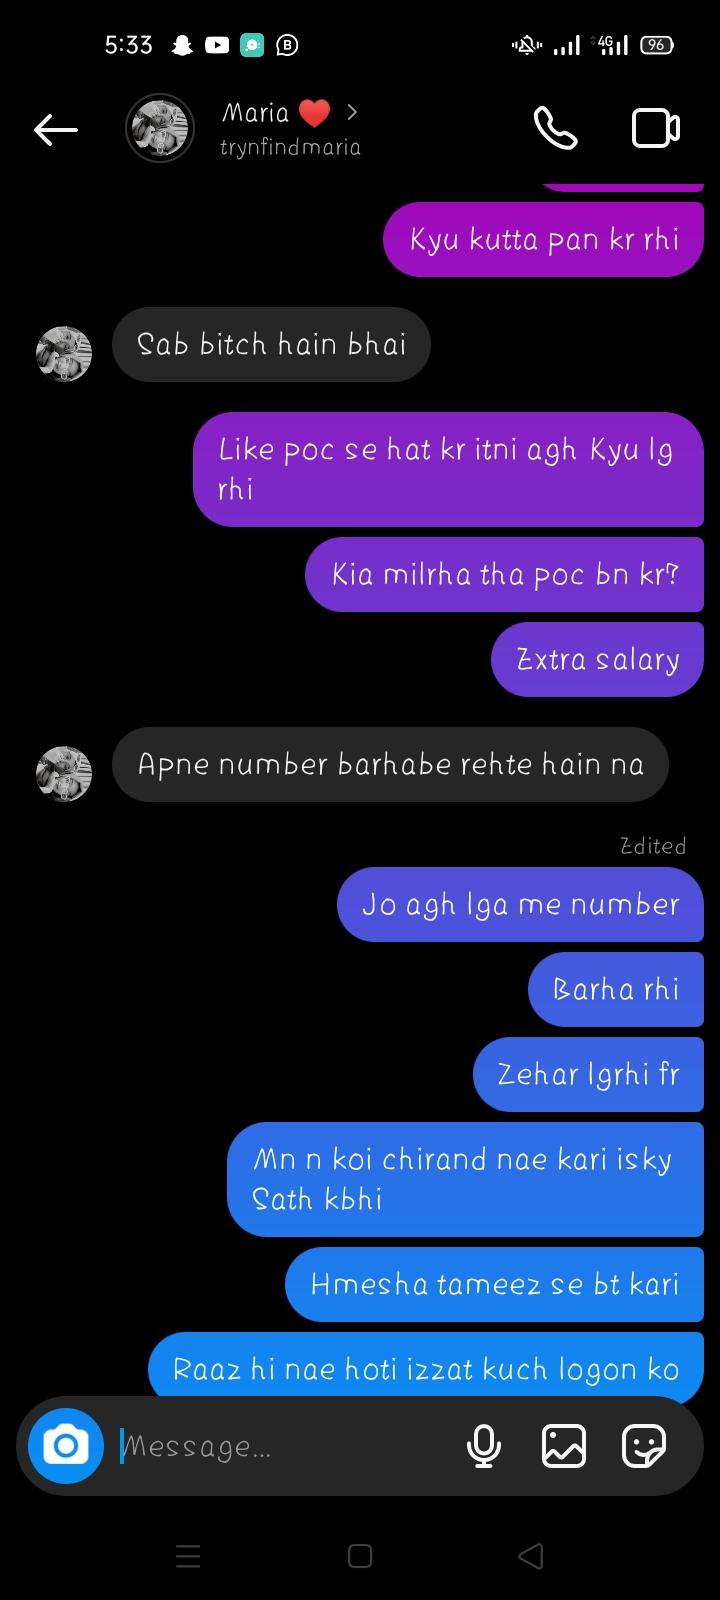 5:33
4G
96
Maria ❤️ >
trynfindmaria
Kyu kutta pan kr rhi
Sab bitch hain bhai
Like poc se hat kr itni agh Kyu lg
rhi
Kia milrha tha poc bn kr?
Extra salary
Apne number barhabe rehte hain na
Edited
Jo agh lga me number
Barha rhi
Zehar lgrhi fr
Mn n koi chirand nae kari isky
Sath kbhi
Hmesha tameez se bt kari
Raaz hi nae hoti izzat kuch logon ko
Message...